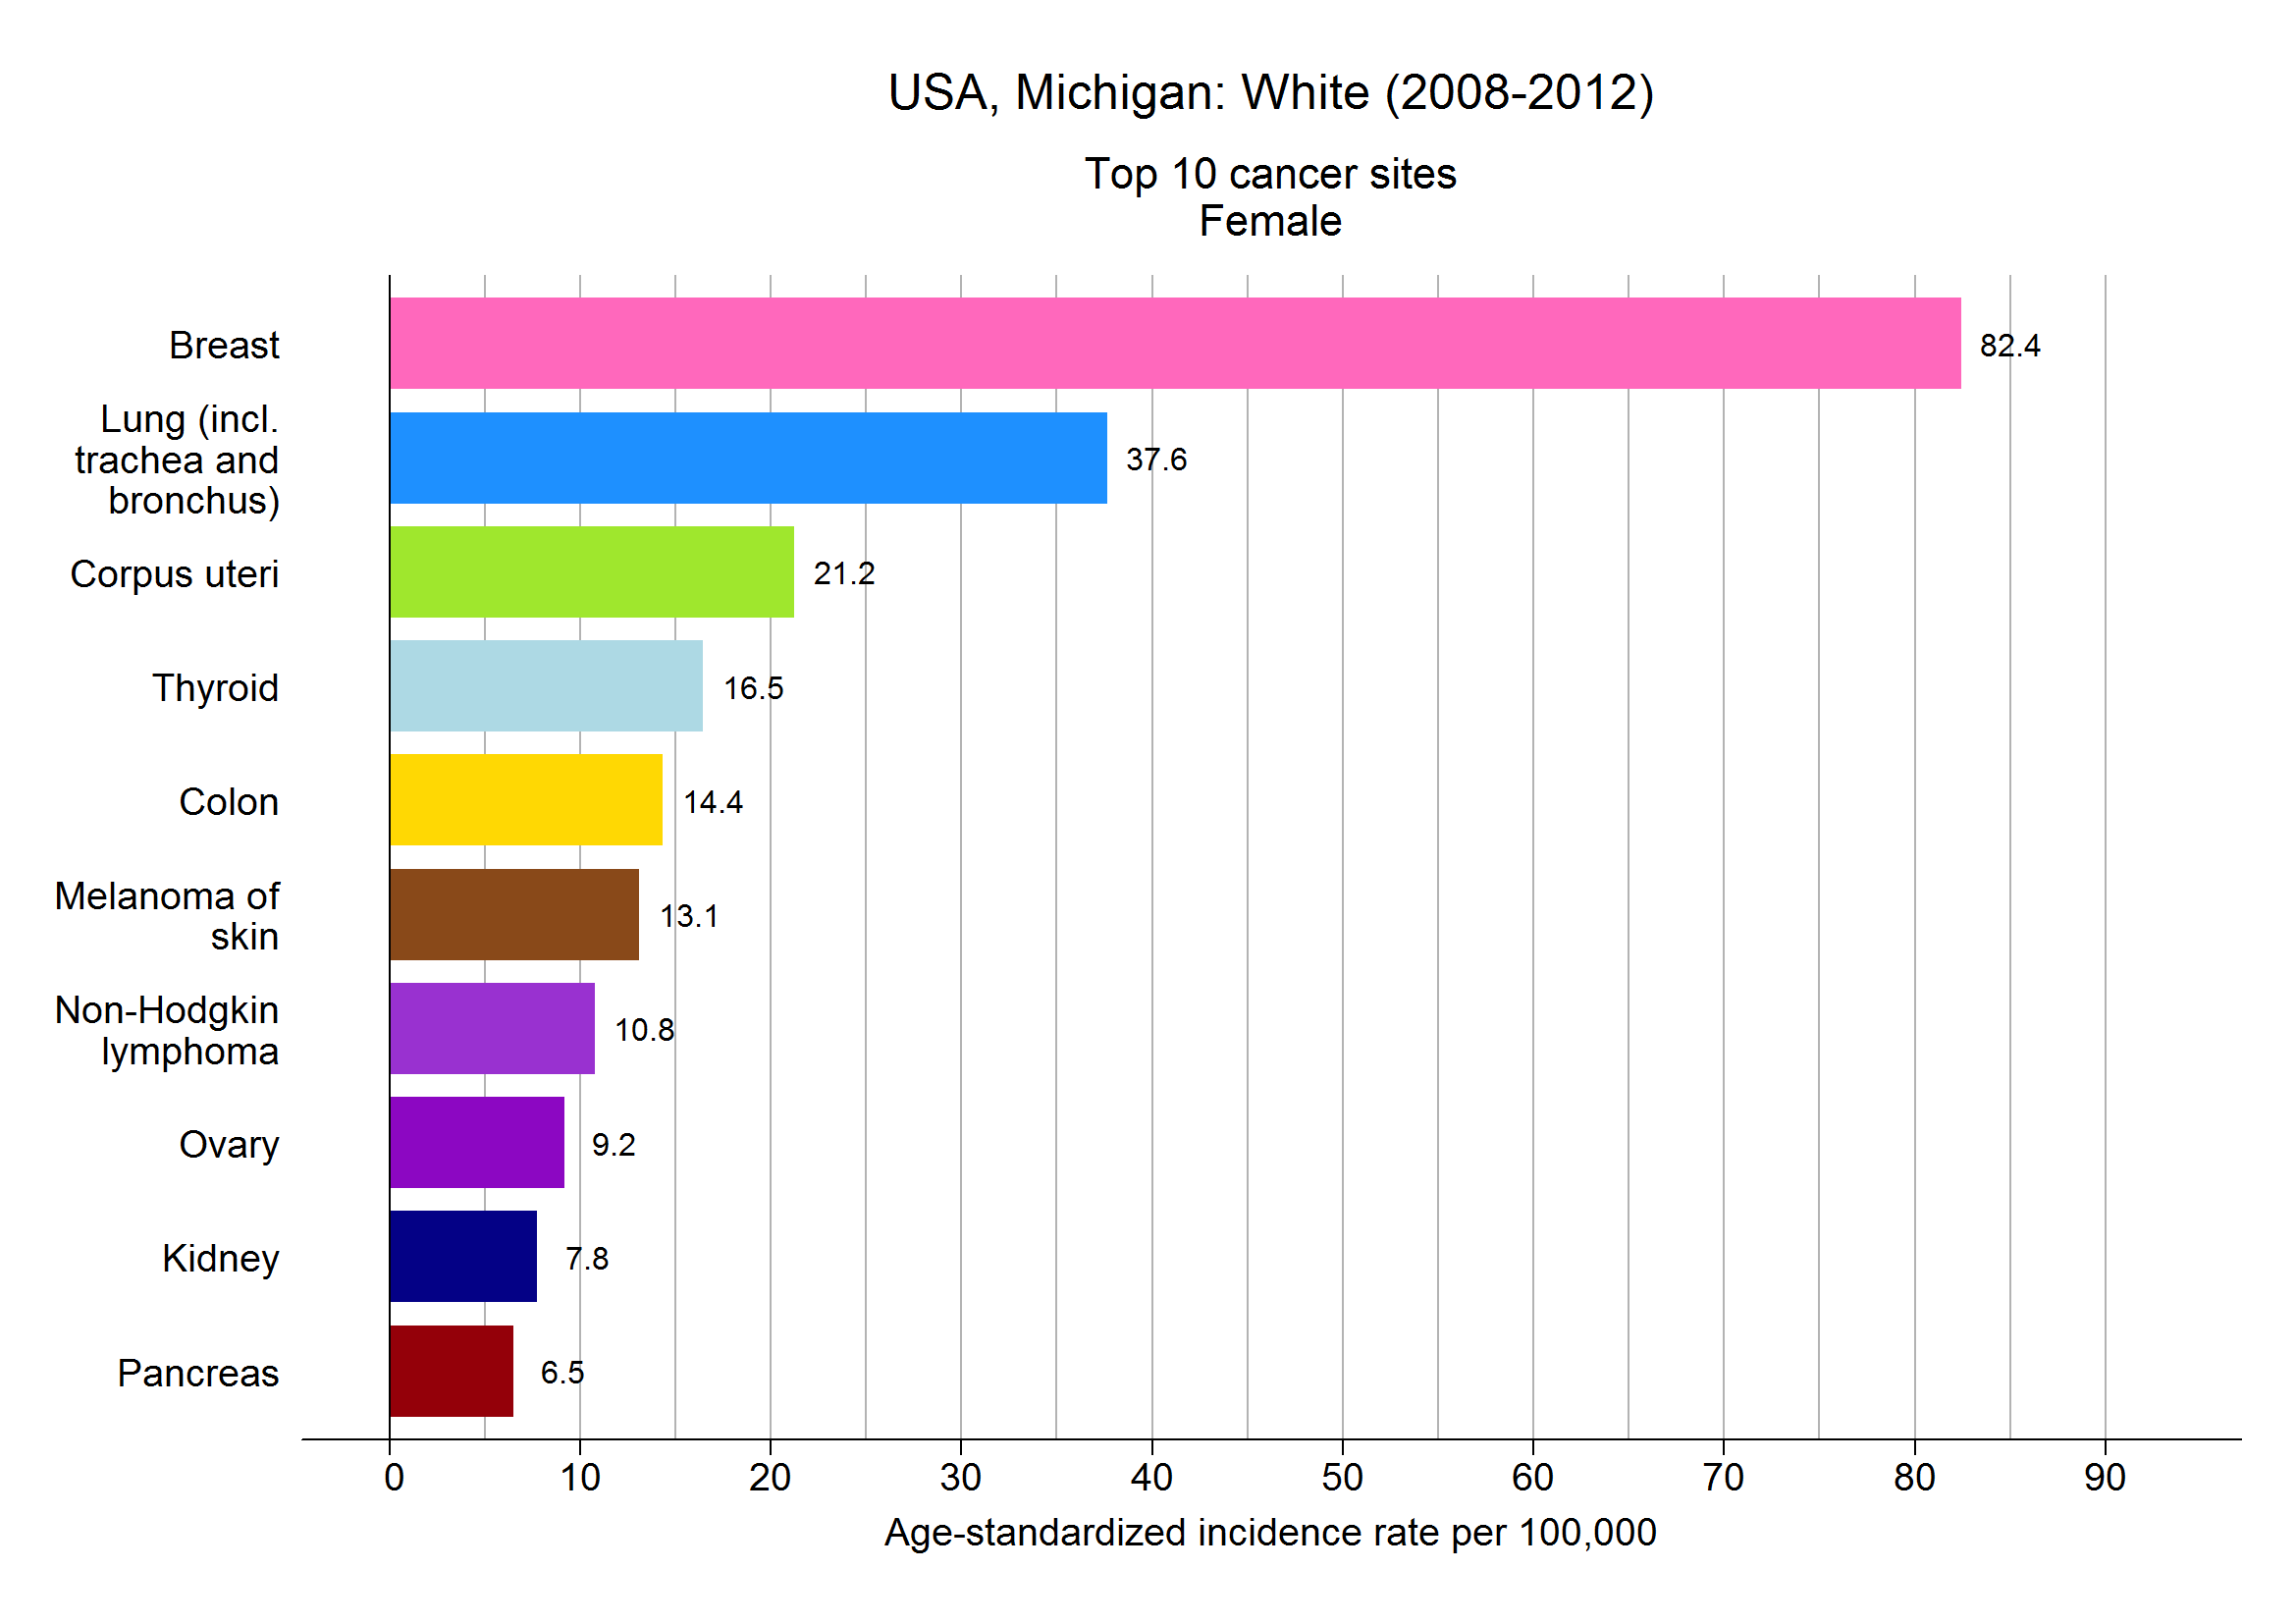 USA, Michigan: White (2008-2012)
Top 10 cancer sites
Female
Breast
82.4
Lung (incl.
trachea and
bronchus)
37.6
Corpus uteri
21.2
Thyroid
16.5
Colon
14.4
Melanoma of
skin
13.1
Non-Hodgkin
lymphoma
10.8
Ovary
9.2
Kidney
7.8
Pancreas
6.5
0 10 20 30 40 50 60 70 80 90
Age-standardized incidence rate per 100,000